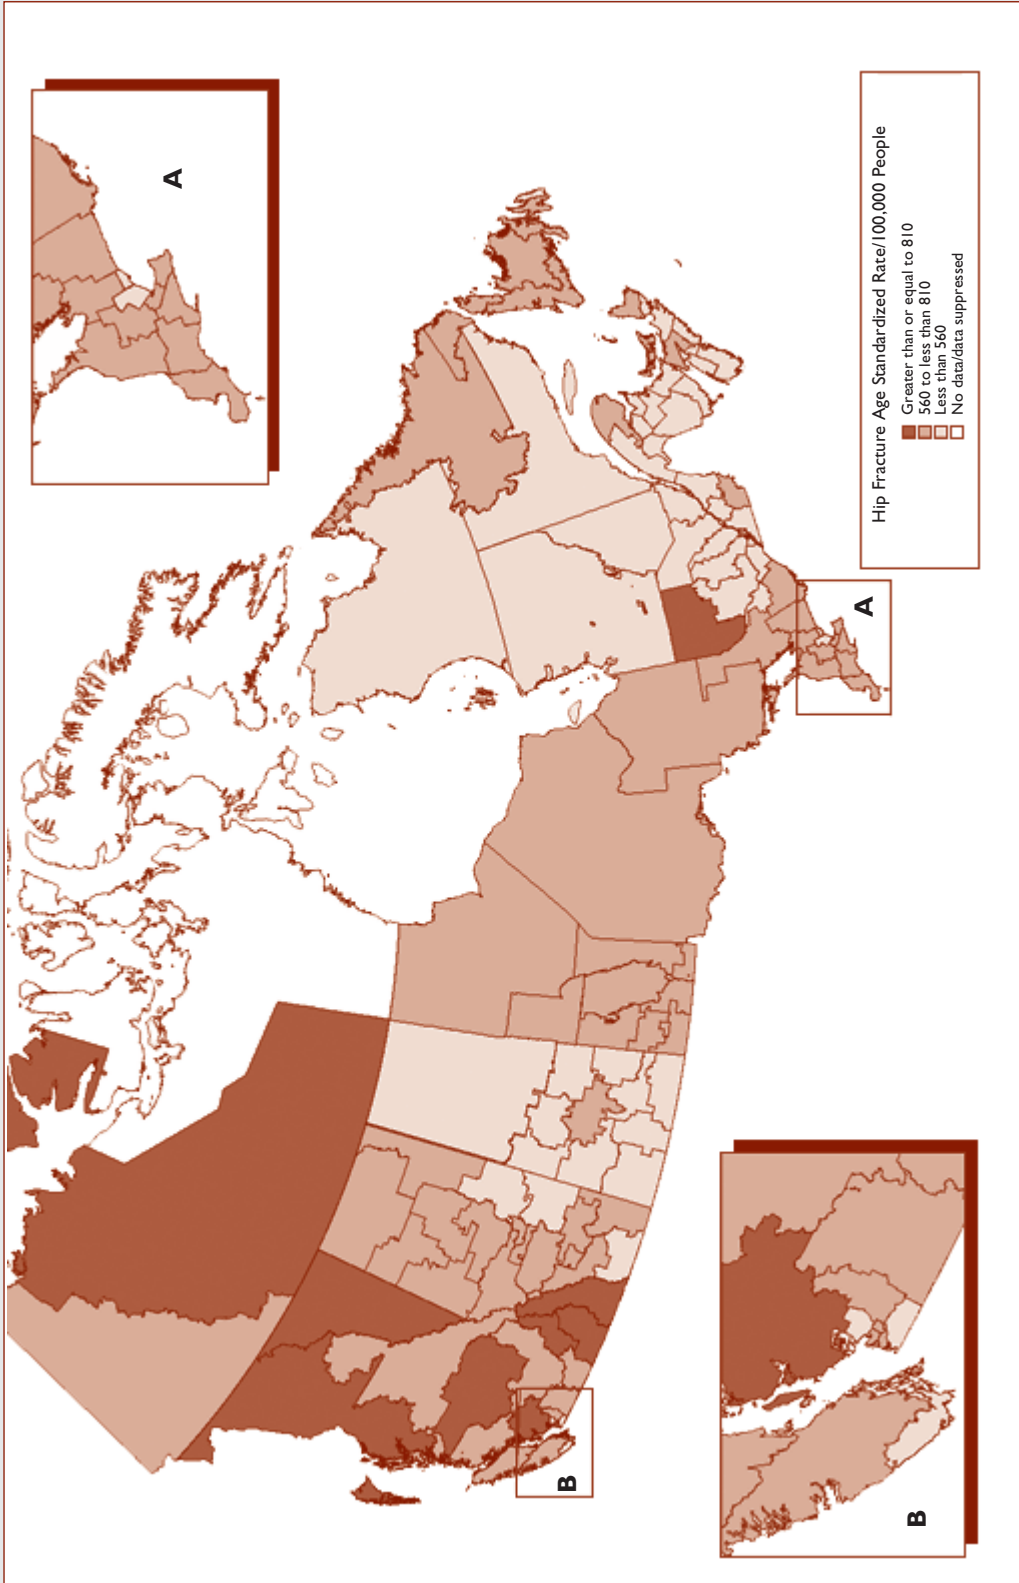 A
Hip Fracture Age Standardized Rate/100,000 People
Greater than or equal to 810
560 to less than 810
Less than 560
No data/data suppressed
A
B
B